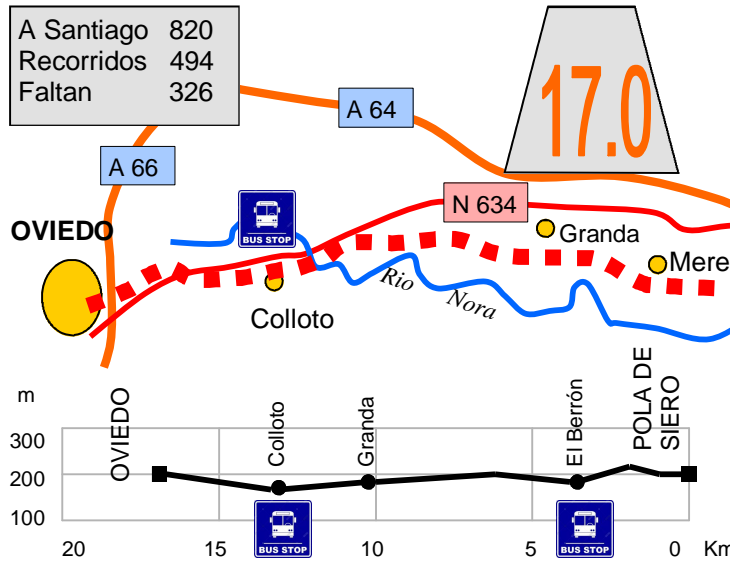 A Santiago 820
Recorridos 494
Faltan 326
17.0
A 64
A 66
BUS STOP
N 634
OVIEDO
Granda
Mere
Rio Nora
Colloto
m
OVIEDO
Colloto
Granda
El Berrón
POLA DE
SIERO
300
200
100
BUS STOP
BUS STOP
20 15 10 5 0 Km